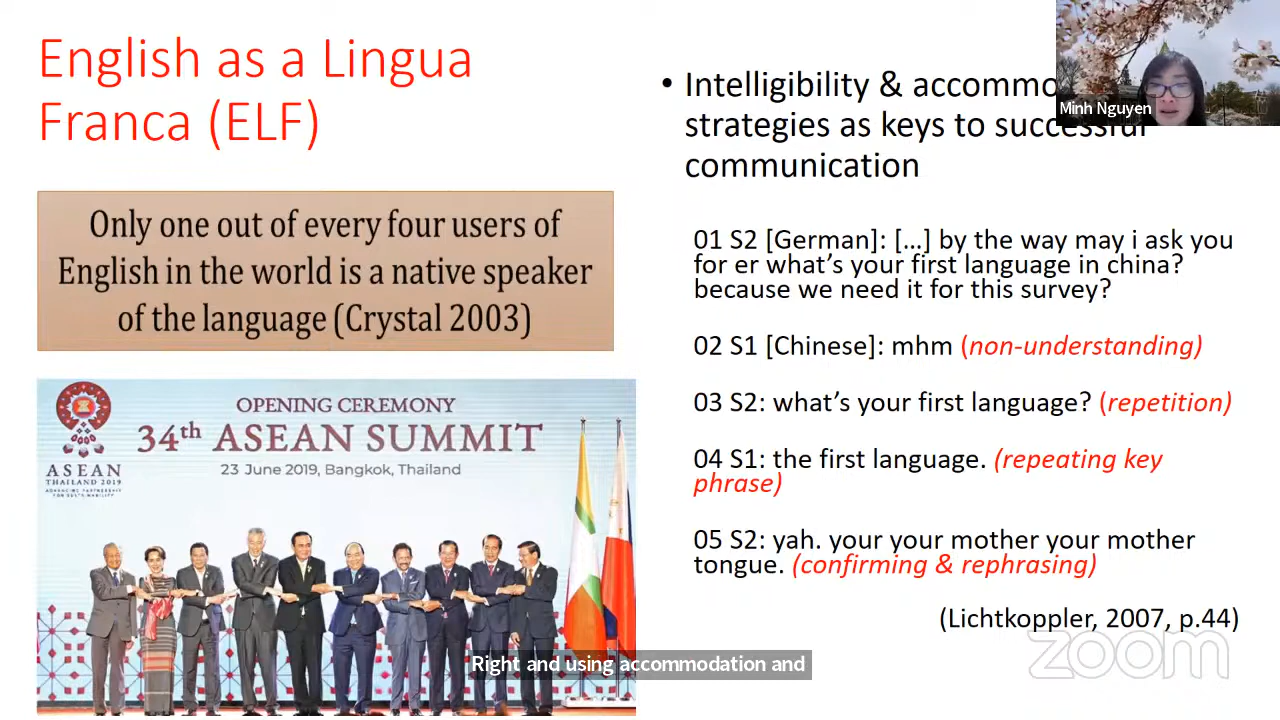 English as a Lingua
Franca (ELF)
Only one out of every four users of
English in the world is a native speaker
of the language (Crystal 2003)
ASEAN
THAILAND 2019
ADVANCING PARTNERSHIP
FOR SUSTAINABILITY
OPENING CEREMONY
34th ASEAN SUMMIT
23 June 2019, Bangkok, Thailand
• Intelligibility & accommo
strategies as keys to successful
communication
01 S2 [German]: [...] by the way may i ask you
for er what's your first language in china?
because we need it for this survey?
02 S1 [Chinese]: mhm (non-understanding)
03 S2: what's your first language? (repetition)
04 S1: the first language. (repeating key
phrase)
05 S2: yah. your your mother your mother
tongue. (confirming & rephrasing)
(Lichtkoppler, 2007, p.44)
Minh Nguyen
zoom
Right and using accommodation and